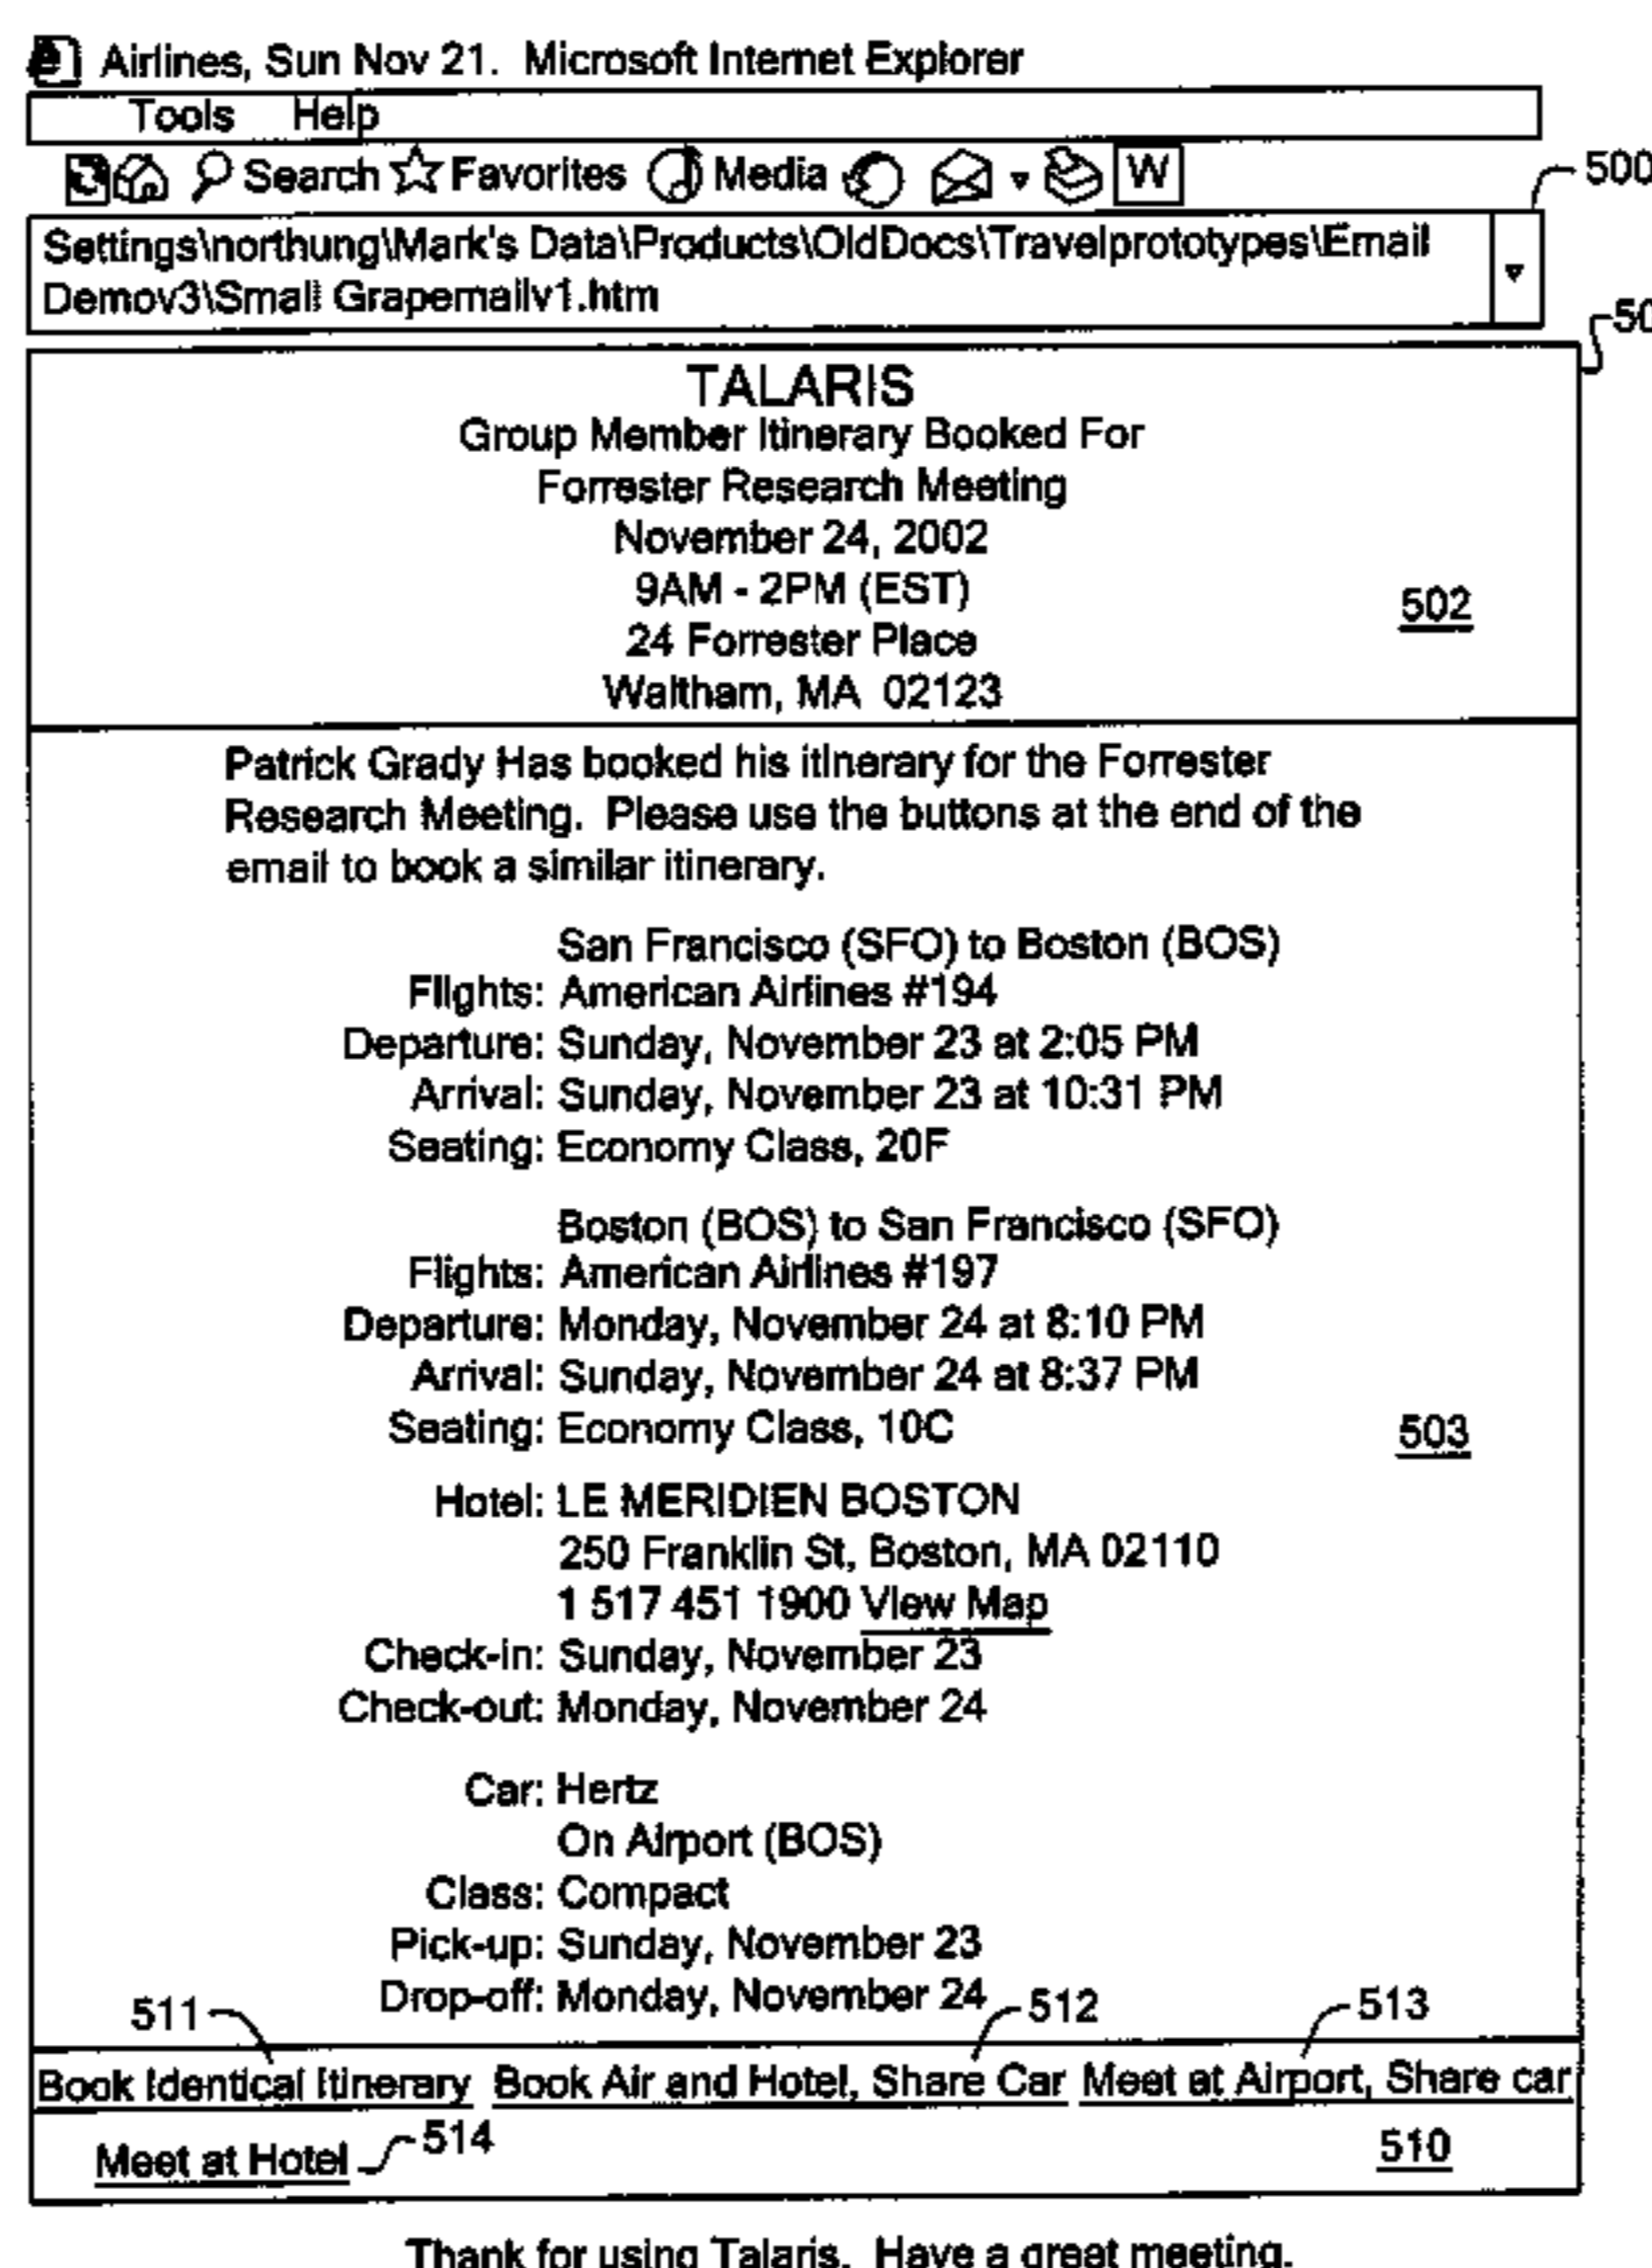 Airlines, Sun Nov 21. Microsoft Internet Explorer
Tools Help
Search Favorites Media W
500
Settings\northung\Mark's Data\Products\OldDocs\Travelprototypes\Email
Demov3\Small Grapemailv1.htm
TALARIS
Group Member Itinerary Booked For
Forrester Research Meeting
November 24, 2002
9AM - 2PM (EST)
24 Forrester Place
502
Waltham, MA 02123
Patrick Grady Has booked his itinerary for the Forrester
Research Meeting. Please use the buttons at the end of the
email to book a similar itinerary.
San Francisco (SFO) to Boston (BOS)
Flights: American Airlines #194
Departure: Sunday, November 23 at 2:05 PM
Arrival: Sunday, November 23 at 10:31 PM
Seating: Economy Class, 20F
Boston (BOS) to San Francisco (SFO)
Flights: American Airlines #197
Departure: Monday, November 24 at 8:10 PM
Arrival: Sunday, November 24 at 8:37 PM
Seating: Economy Class, 10C
503
Hotel: LE MERIDIEN BOSTON
250 Franklin St, Boston, MA 02110
1 517 451 1900 View Map
Check-in: Sunday, November 23
Check-out: Monday, November 24
Car: Hertz
On Airport (BOS)
Class: Compact
Pick-up: Sunday, November 23
Drop-off: Monday, November 24
511 512 513
Book Identical Itinerary Book Air and Hotel, Share Car Meet at Airport, Share car
Meet at Hotel 514 510
Thank for using Talaris. Have a great meeting.